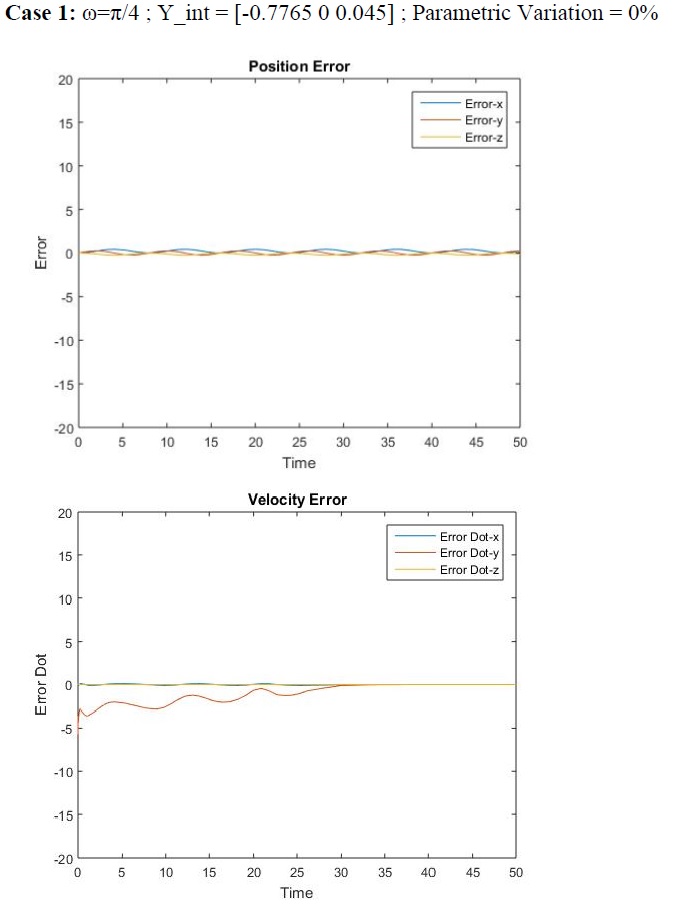 Case 1: ω=π/4 ; Y_int = [-0.7765 0 0.045] ; Parametric Variation = 0%
Position Error
Error-x
Error-y
Error-z
20
15
10
5
0
-5
-10
-15
-20
Error
0 5 10 15 20 25 30 35 40 45 50
Time
Velocity Error
Error Dot-x
Error Dot-y
Error Dot-z
20
15
10
5
0
-5
-10
-15
-20
Error Dot
0 5 10 15 20 25 30 35 40 45 50
Time